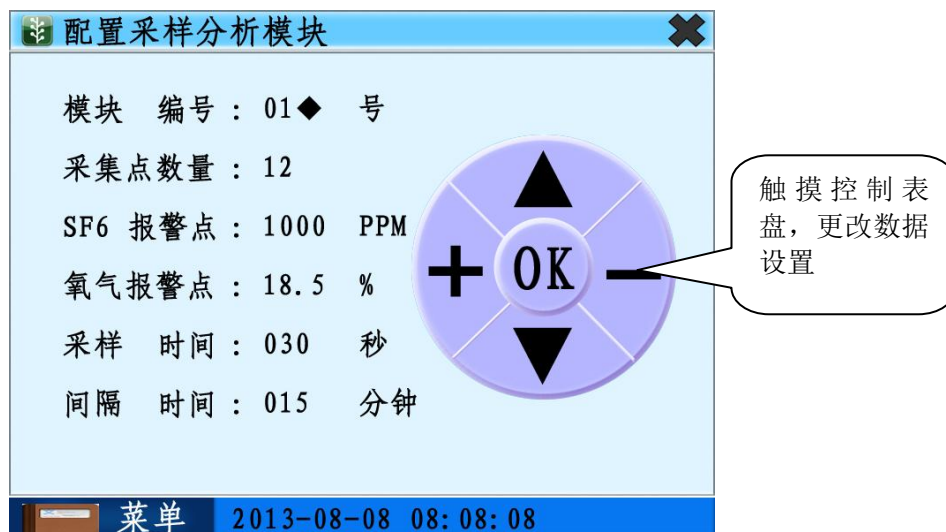 配置采样分析模块
模块 编号：01◆ 号
采集点数量：12
SF6 报警点：1000 PPM
氧气报警点：18.5 %
采样 时间：030 秒
间隔 时间：015 分钟
+ OK −
触摸控制表
盘，更改数据
设置
菜单 2013-08-08 08:08:08